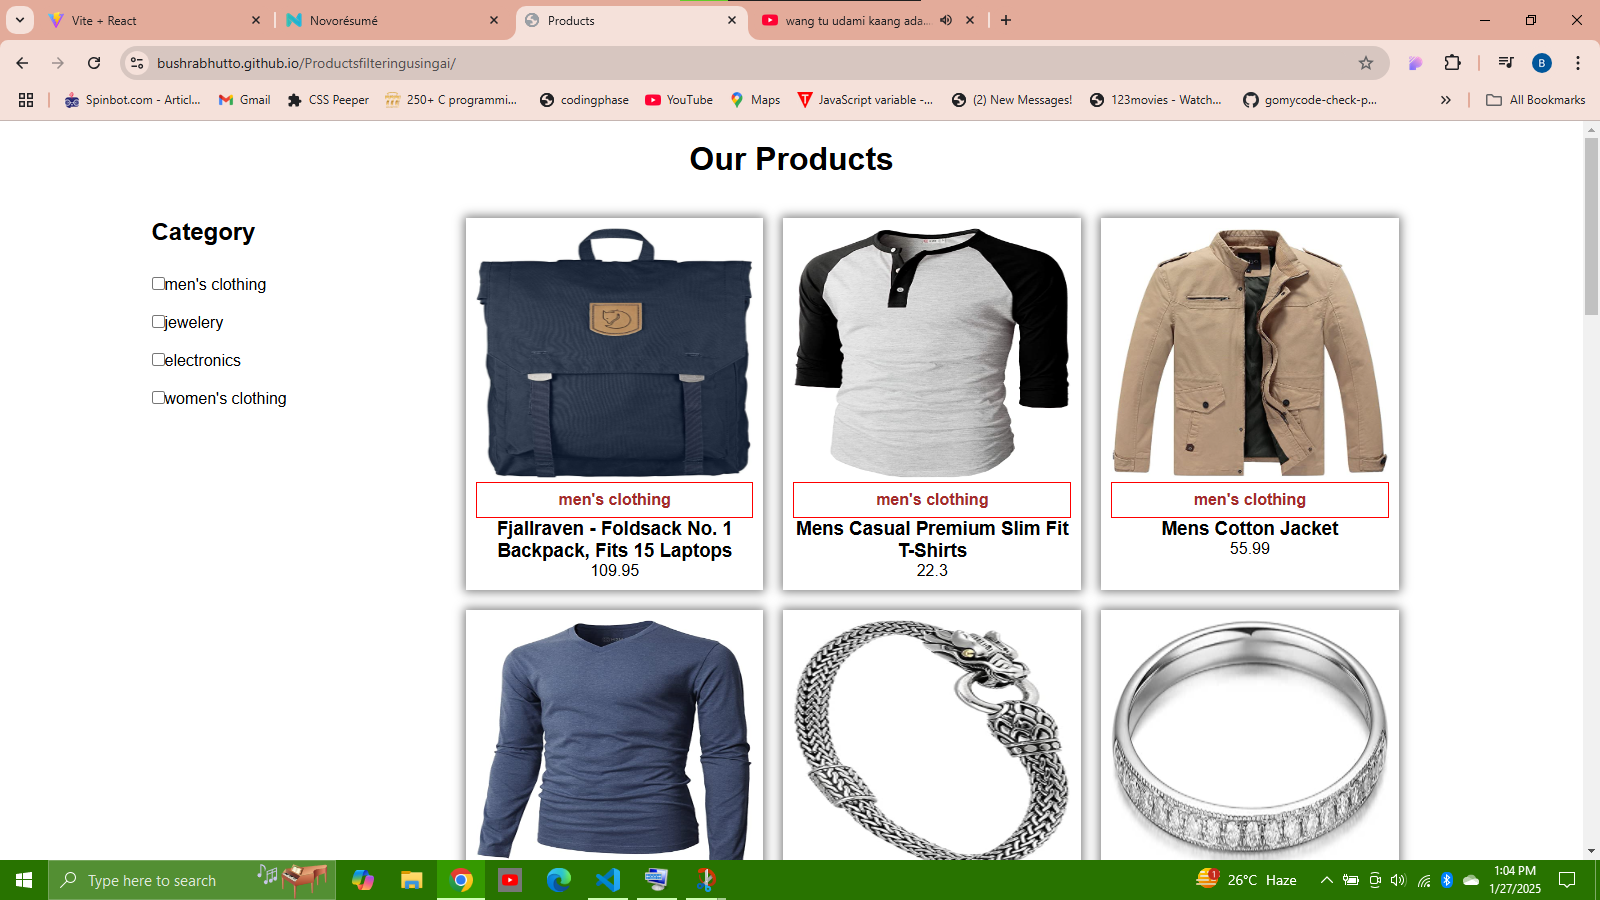 Vite + React
Novorésumé
Products
wang tu udami kaang ada...
bushrabhutto.github.io/Productsfilteringusingai/
B
Spinbot.com - Articl...
Gmail
CSS Peeper
250+ C programmi...
codingphase
YouTube
Maps
JavaScript variable -...
(2) New Messages!
123movies - Watch...
gomycode-check-p...
All Bookmarks
Our Products
Category
men's clothing
jewelery
electronics
women's clothing
men's clothing
Fjallraven - Foldsack No. 1
Backpack, Fits 15 Laptops
109.95
men's clothing
Mens Casual Premium Slim Fit
T-Shirts
22.3
men's clothing
Mens Cotton Jacket
55.99
Type here to search
1
26°C Haze
1:04 PM
1/27/2025